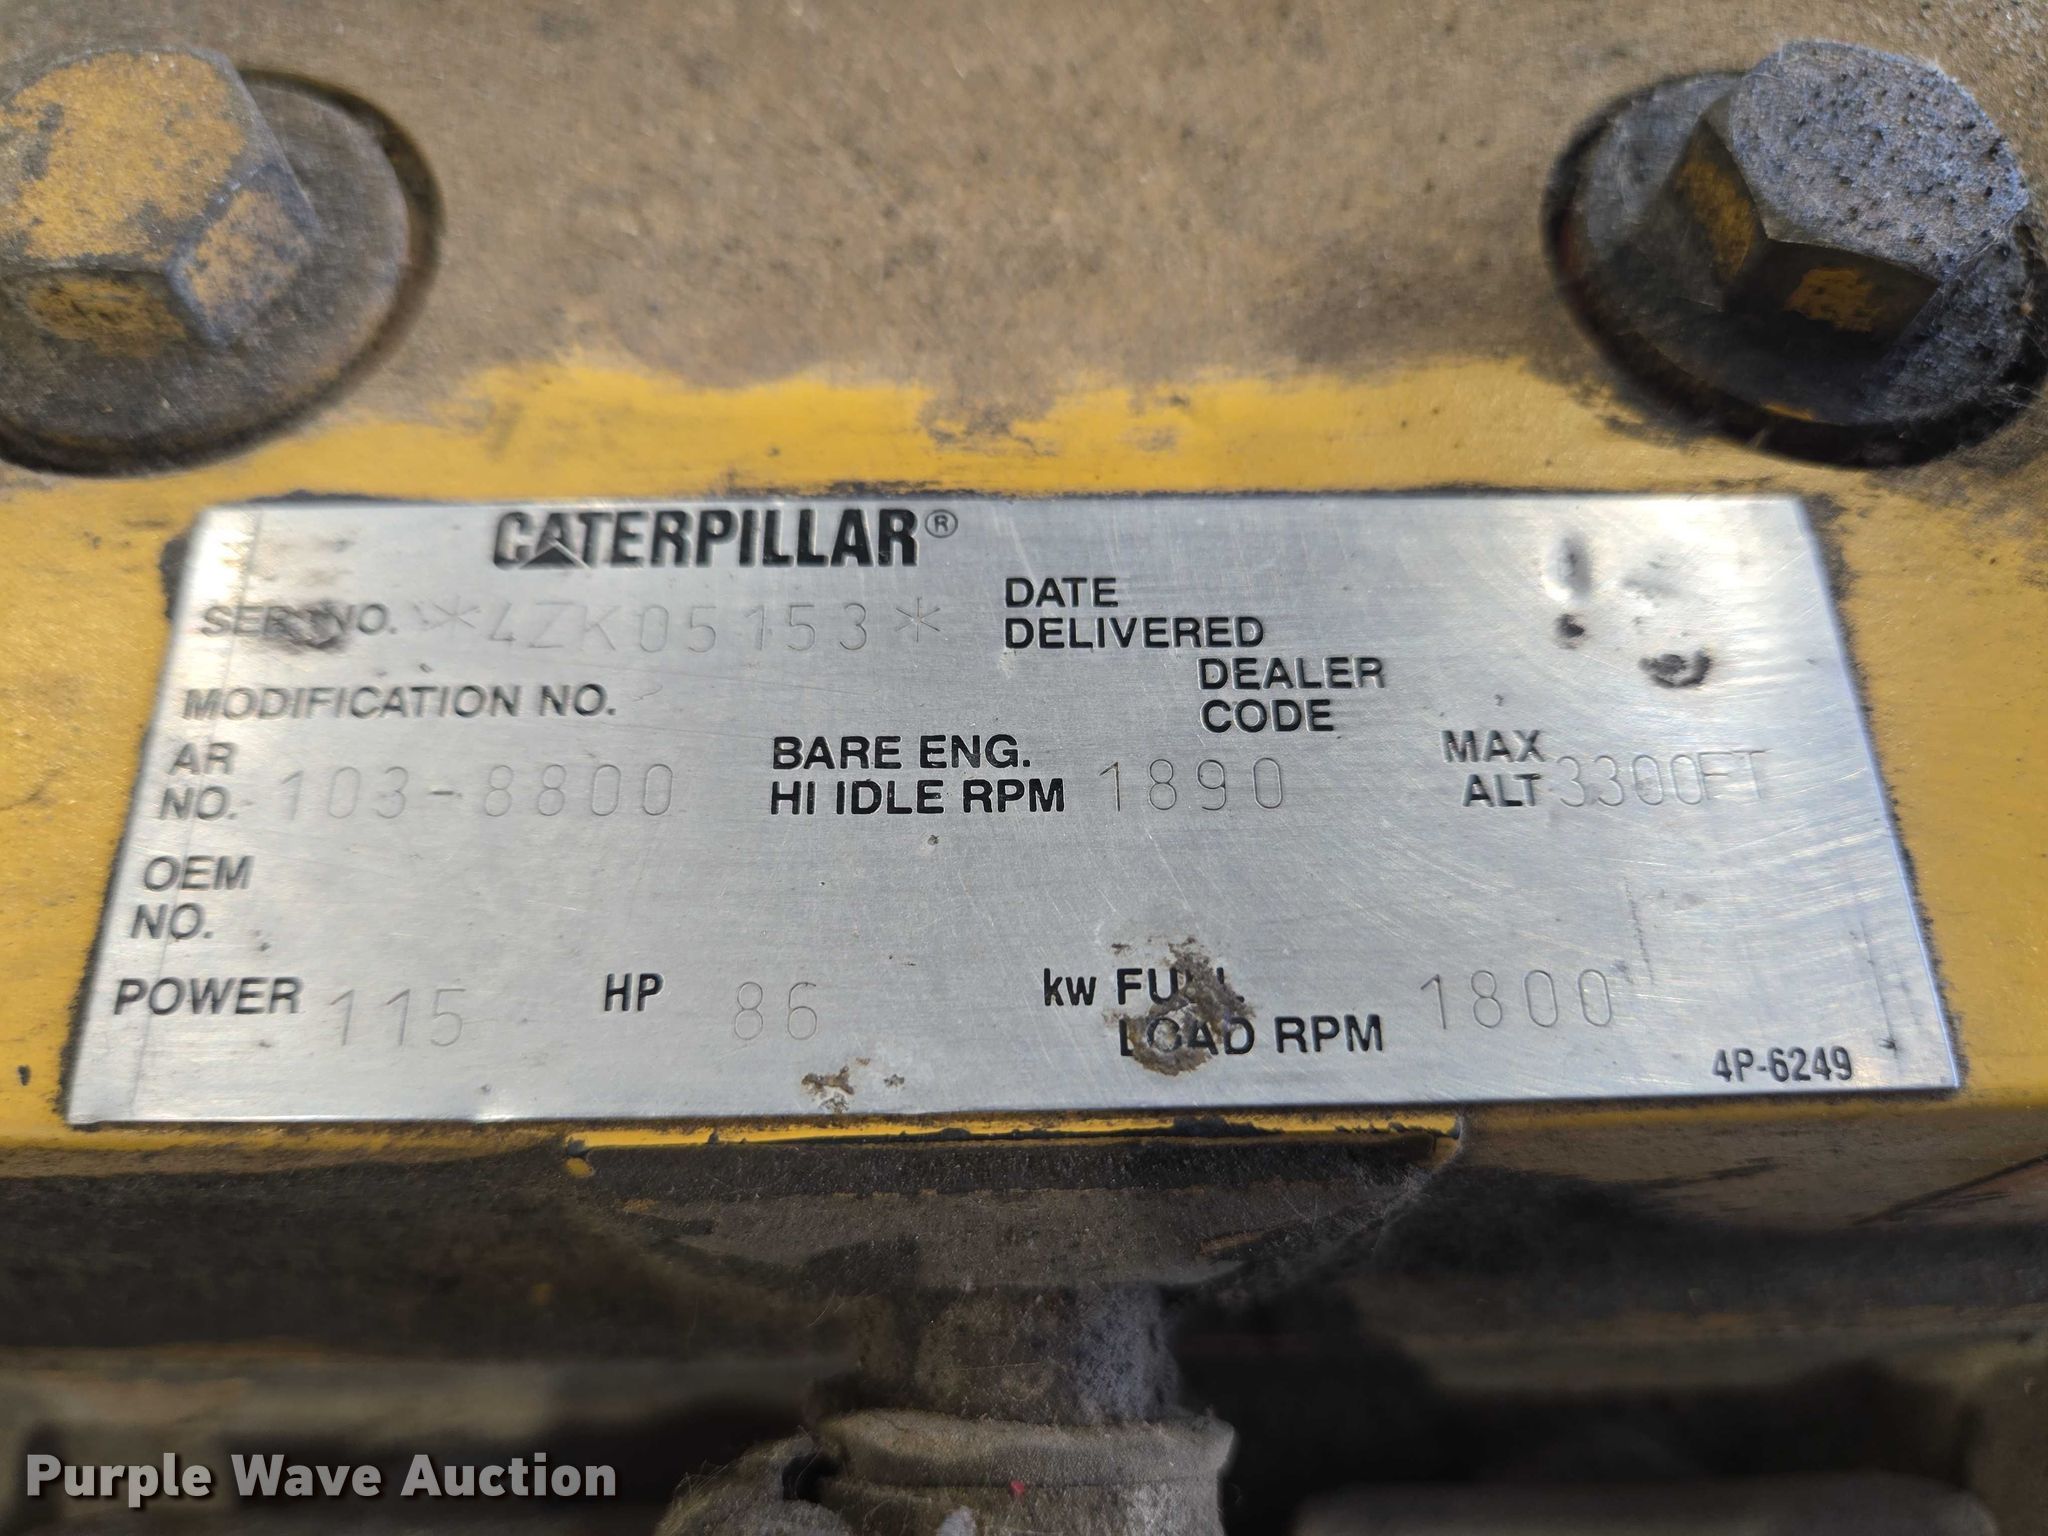 CATERPILLAR®
SER. NO. *4ZK05153*
DATE
DELIVERED
MODIFICATION NO.
DEALER
CODE
AR
NO. 103-8800
BARE ENG.
HI IDLE RPM 1890
MAX
ALT 3300FT
OEM
NO.
POWER 115 HP 86 kw
FULL
LOAD RPM 1800
4P-6249
Purple Wave Auction